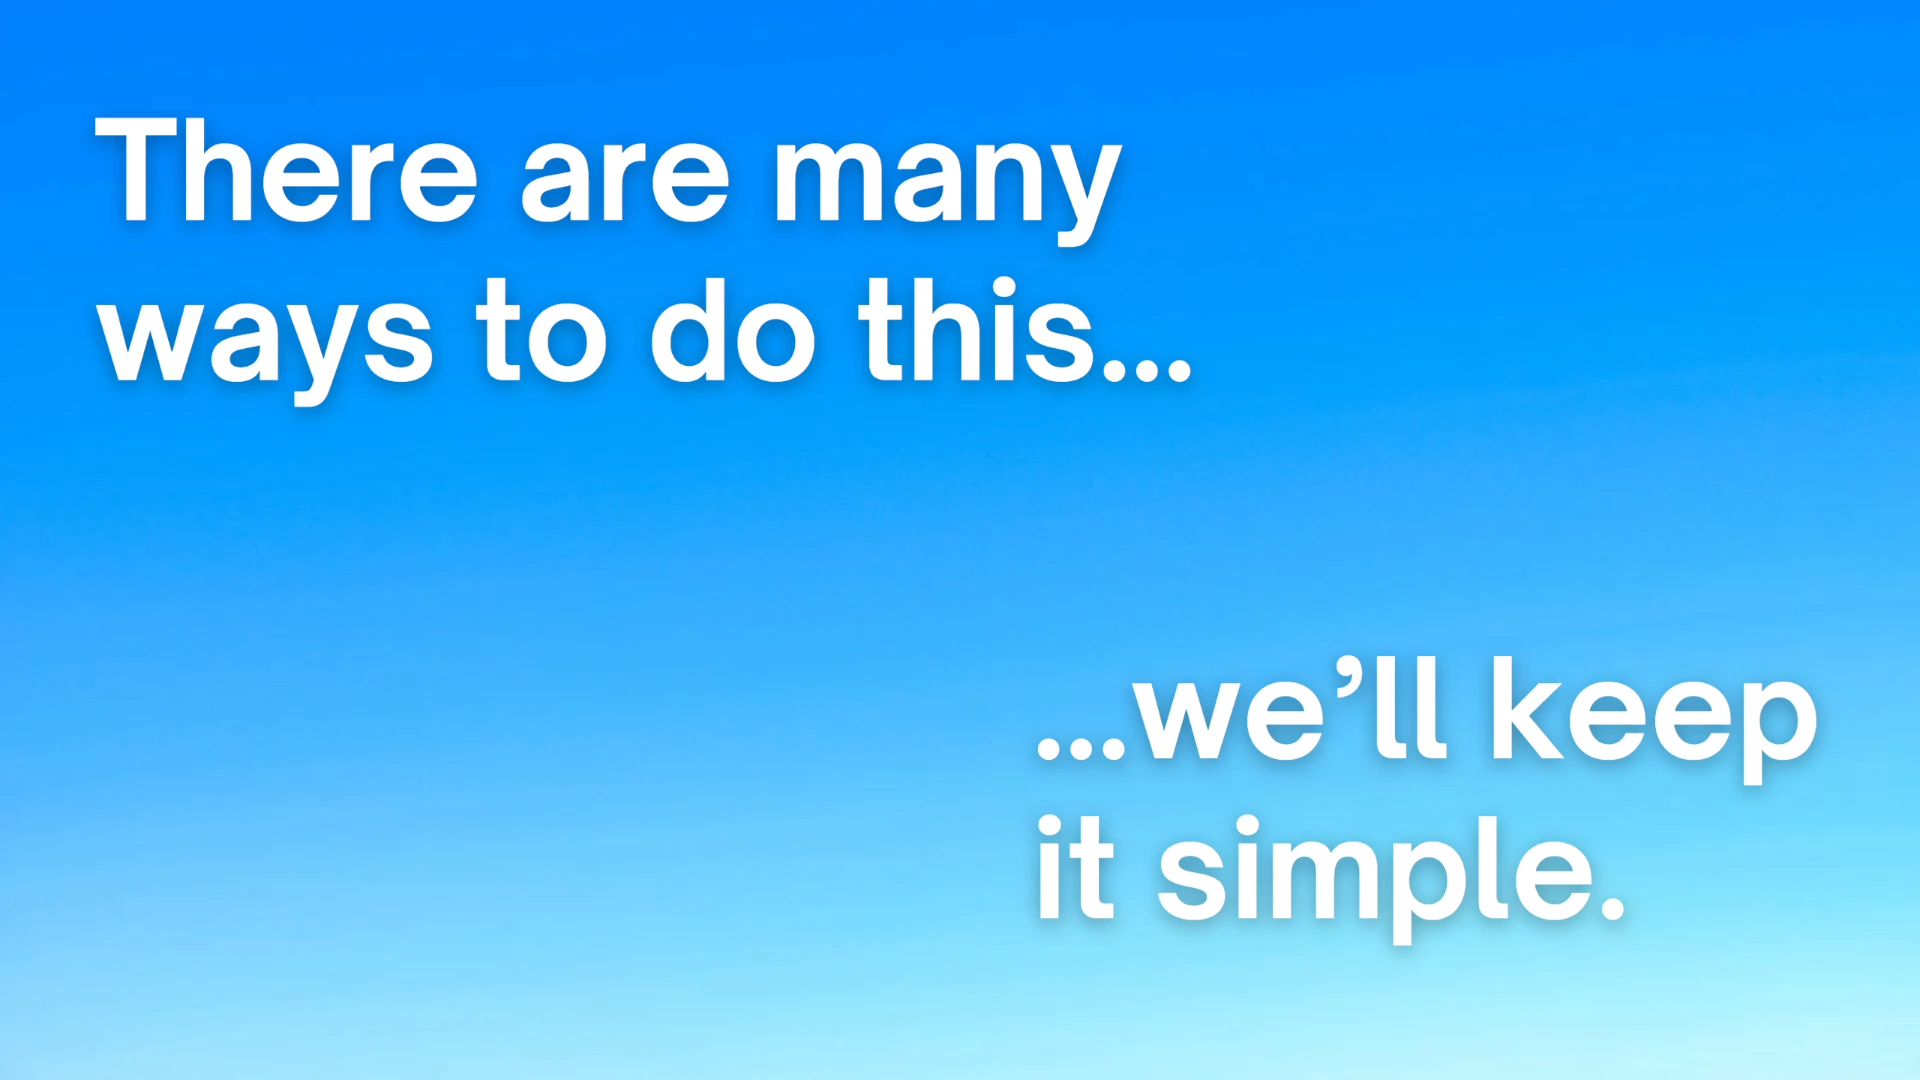 There are many
ways to do this...
...we’ll keep
it simple.